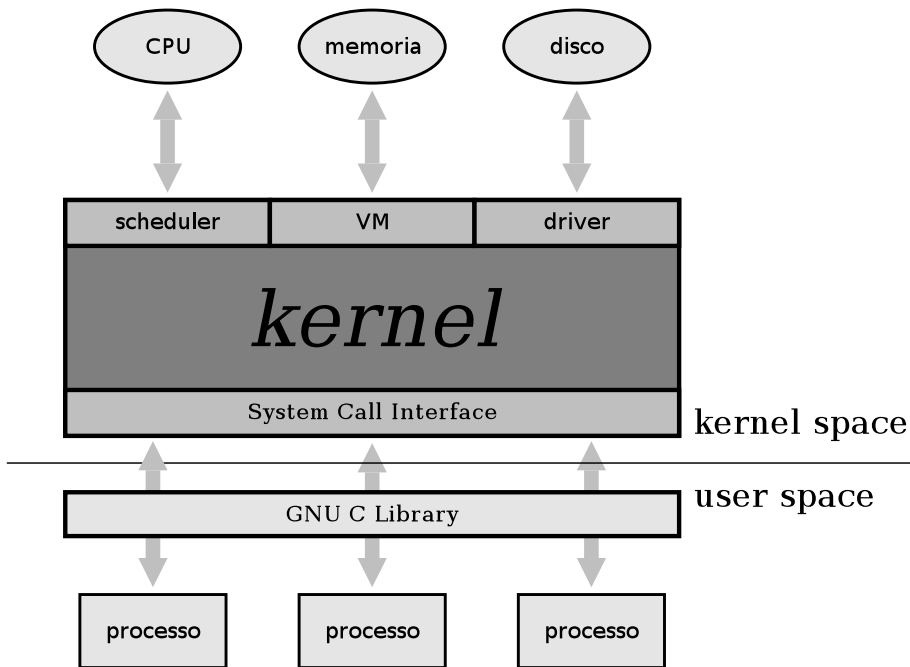 CPU
memoria
disco
scheduler
VM
driver
kernel
System Call Interface
kernel space
user space
GNU C Library
processo
processo
processo